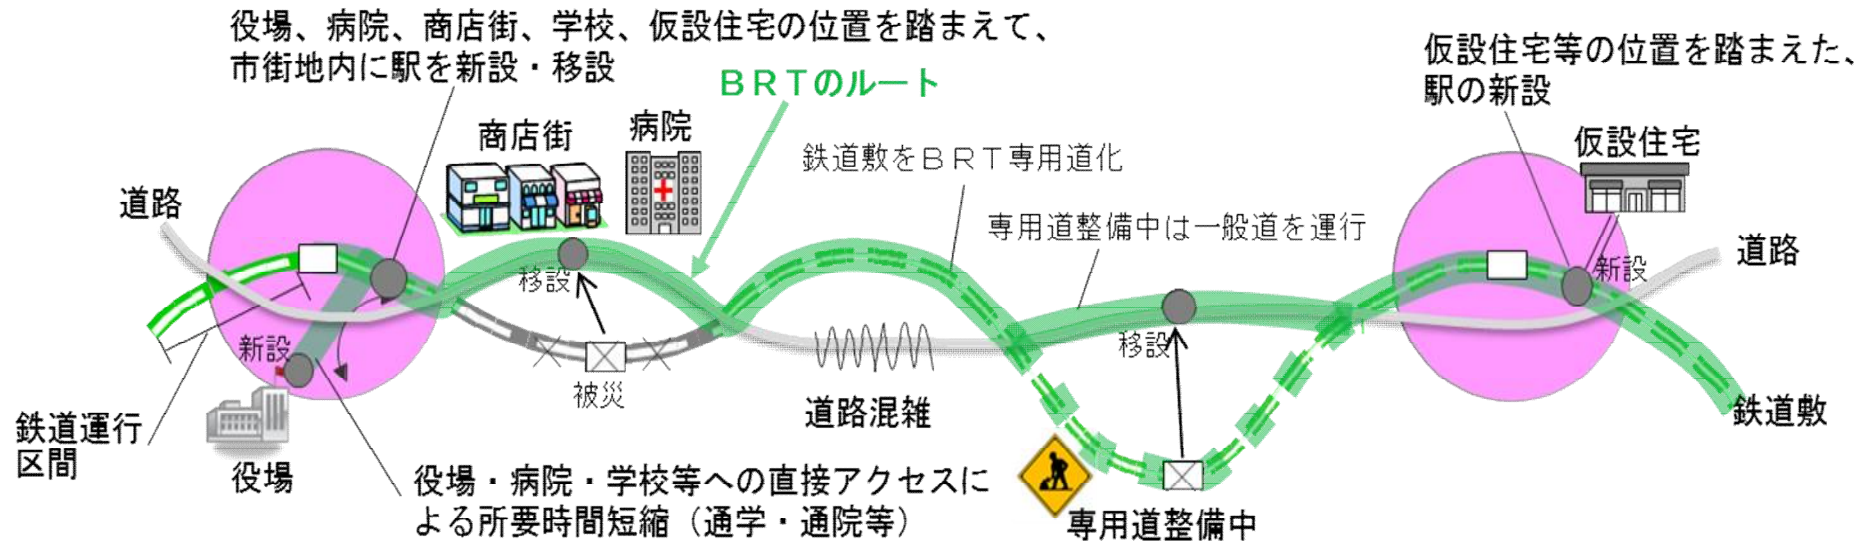 役場、病院、商店街、学校、仮設住宅の位置を踏まえて、
市街地内に駅を新設・移設
BRTのルート
仮設住宅等の位置を踏まえた、
駅の新設
商店街
病院
鉄道敷をBRT専用道化
仮設住宅
道路
専用道整備中は一般道を運行
道路
移設
新設
新設
移設
被災
道路混雑
鉄道敷
鉄道運行
区間
役場
役場・病院・学校等への直接アクセスに
よる所要時間短縮（通学・通院等）
専用道整備中